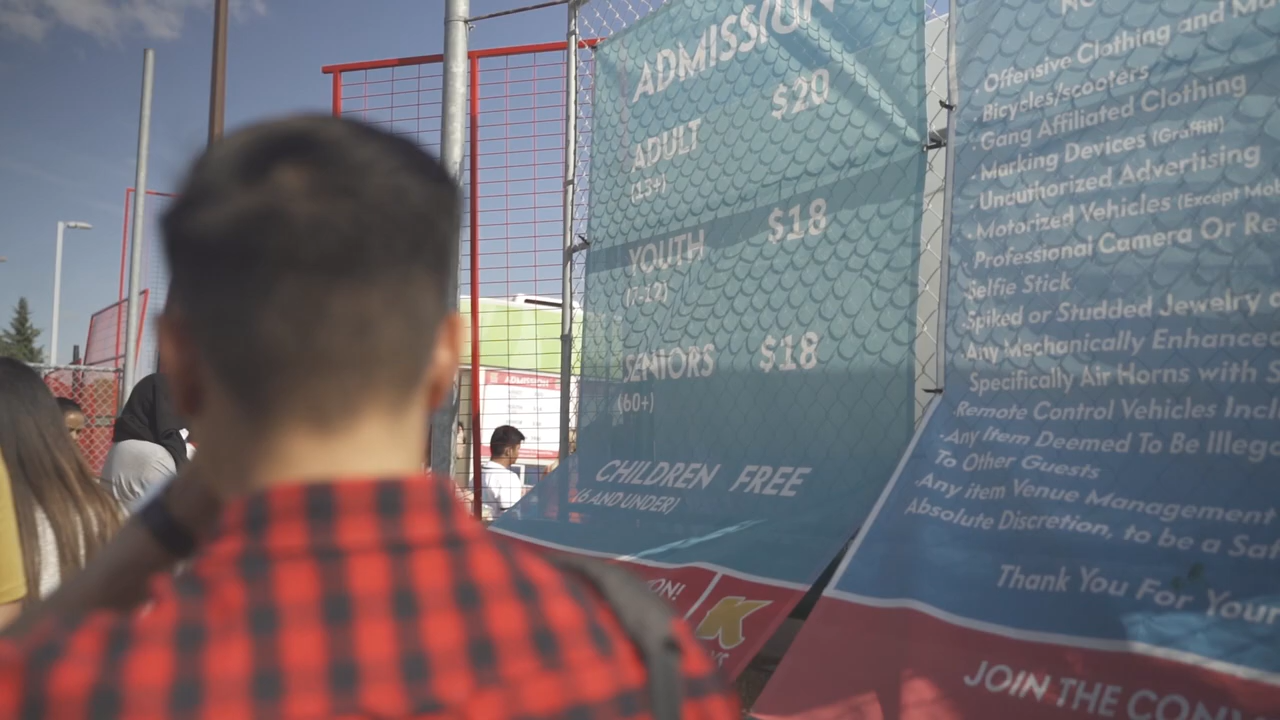 ADMISSION
ADULT $20
(13+)
YOUTH $18
(7-12)
SENIORS $18
(60+)
CHILDREN FREE
(6 AND UNDER)
ON!
K
ADMISSION
NO
·Offensive Clothing and
·Bicycles/scooters
·Gang Affiliated Clothing
·Marking Devices (Graffiti)
·Unauthorized Advertising
·Motorized Vehicles (Except
·Professional Camera Or
Selfie Stick
·Spiked or Studded Jewelry
·Any Mechanically Enhanced
Specifically Air Horns with
·Remote Control Vehicles
·Any Item Deemed To Be
To Other Guests
·Any item Venue Management
Absolute Discretion, to be a
Thank You For Your
JOIN THE